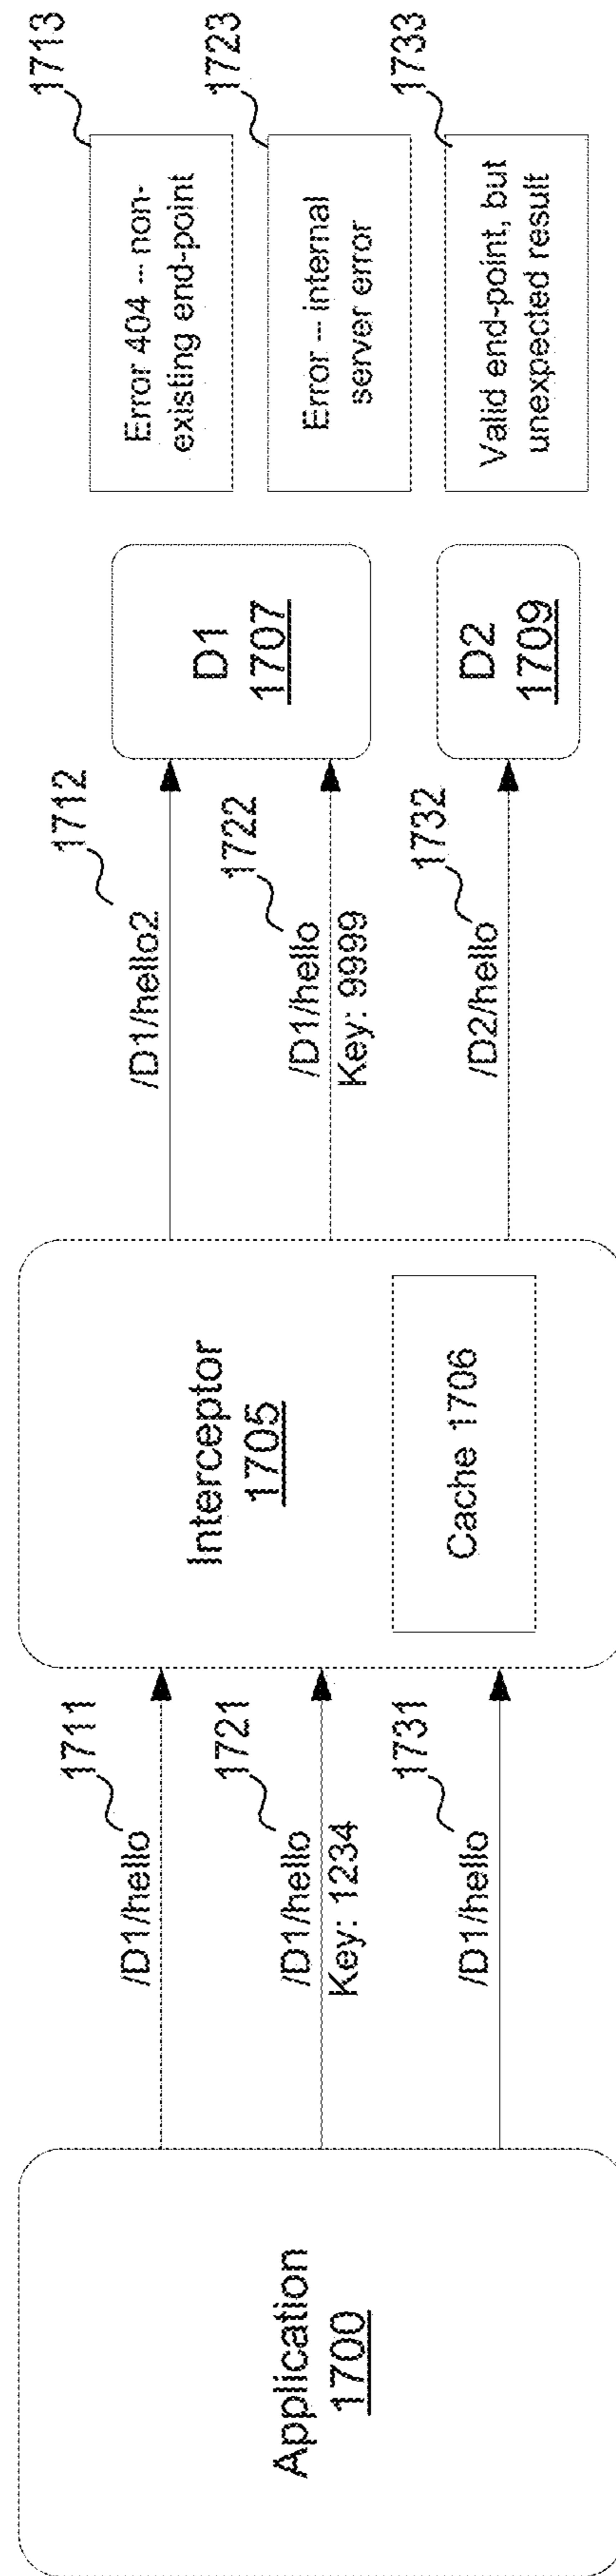 Application
1700
/D1/hello
1711
/D1/hello
Key: 1234
1721
/D1/hello
1731
Interceptor
1705
Cache 1706
/D1/hello2
1712
/D1/hello
Key: 9999
1722
/D2/hello
1732
D1
1707
D2
1709
Error 404 -- non-
existing end-point
1713
Error -- internal
server error
1723
Valid end-point, but
unexpected result
1733